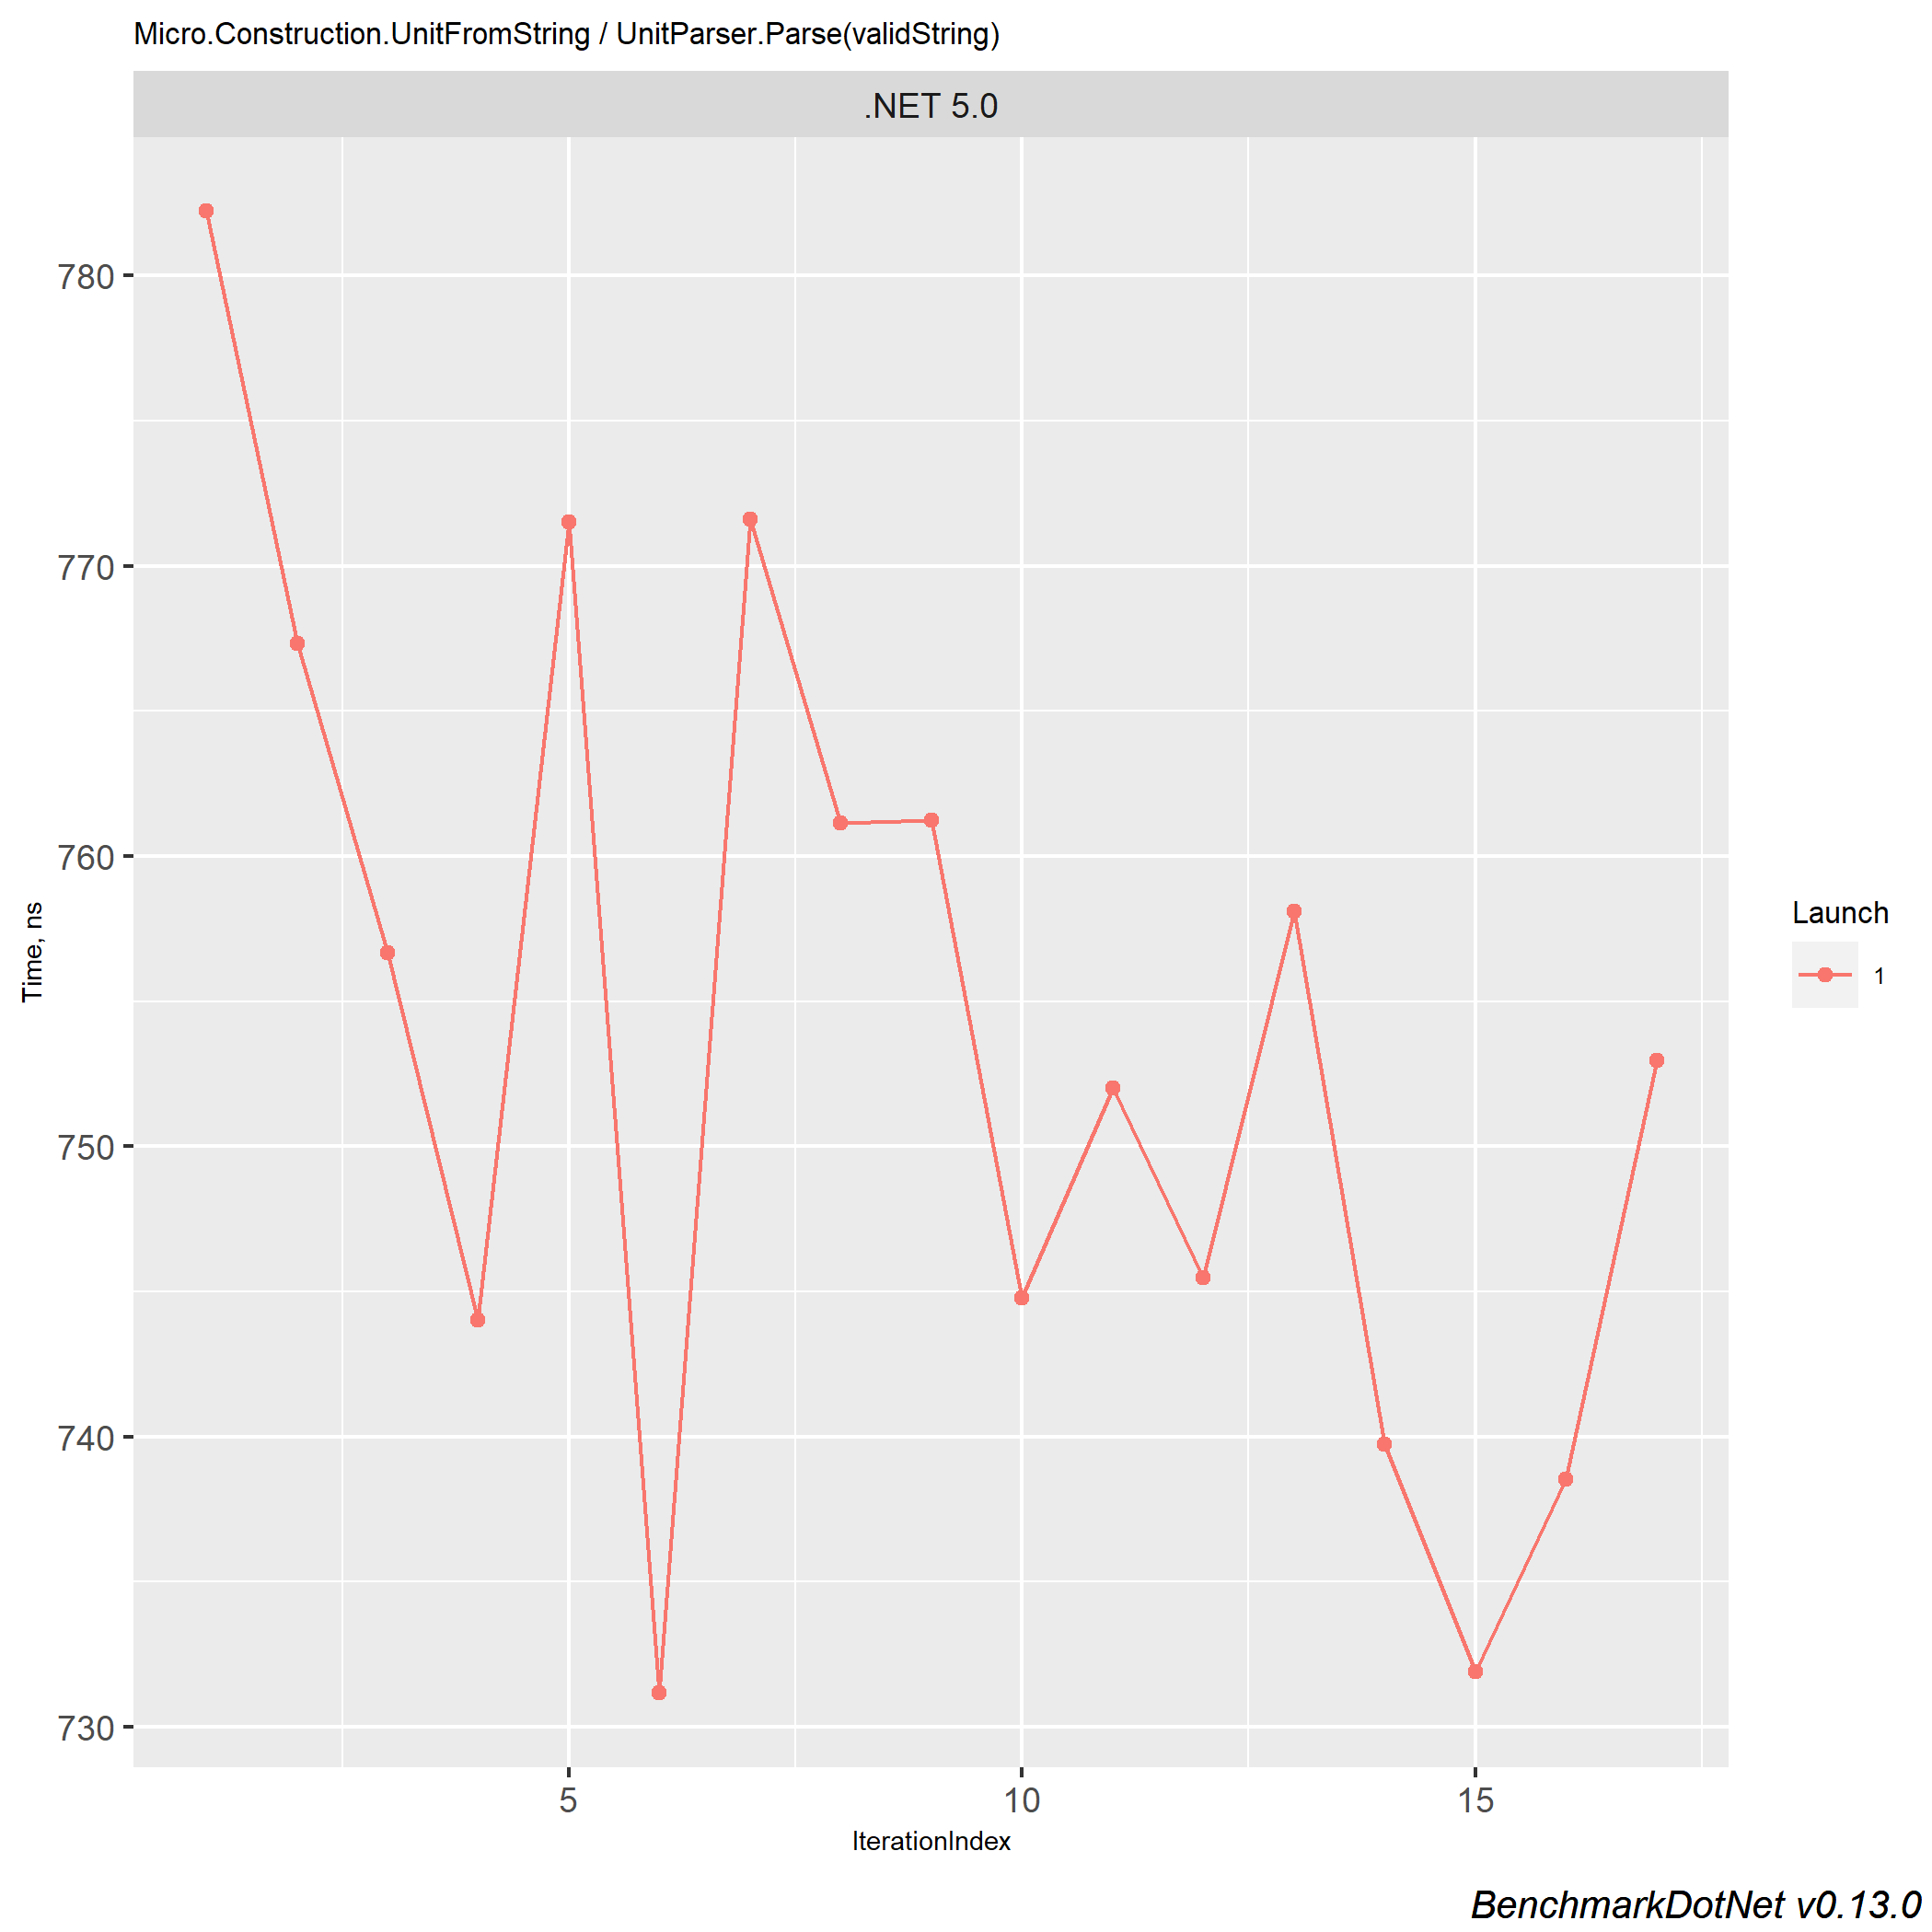 Micro.Construction.UnitFromString / UnitParser.Parse(validString)
.NET 5.0
780
770
760
750
740
730
Time, ns
5 10 15
IterationIndex
Launch
1
BenchmarkDotNet v0.13.0